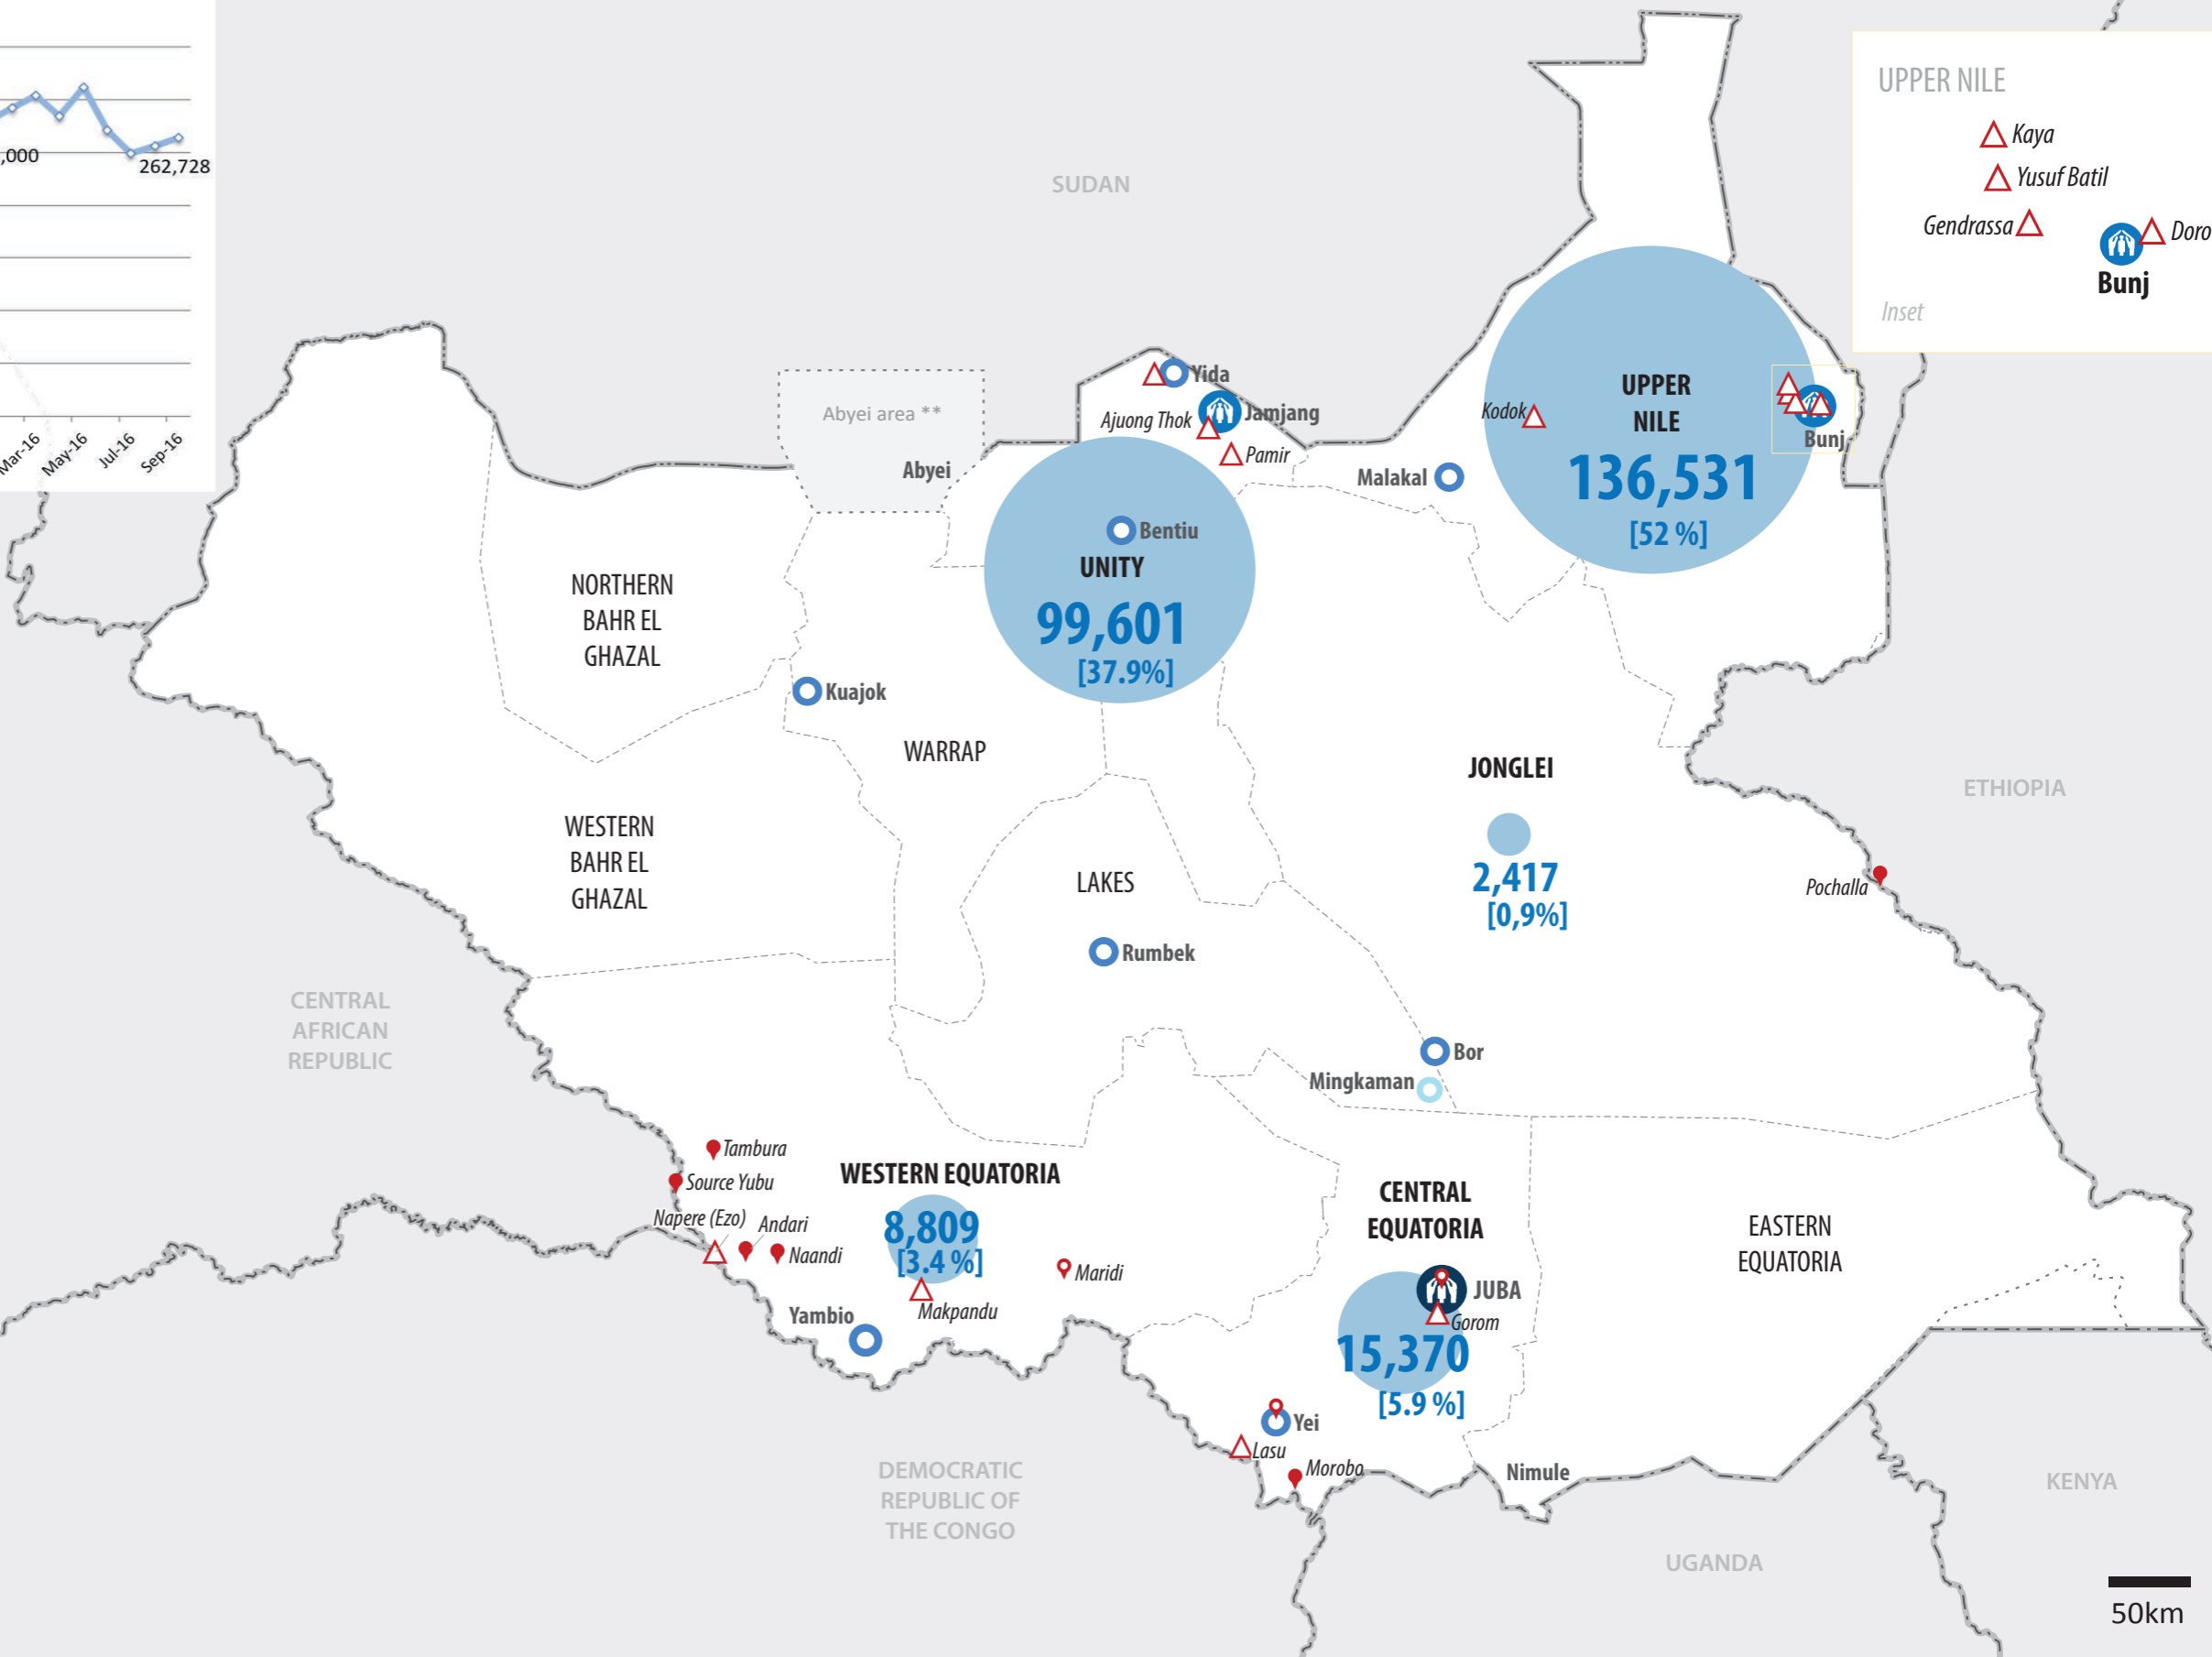 ,000
262,728
Mar-16
May-16
Jul-16
Sep-16
UPPER NILE
Kaya
Yusuf Batil
Gendrassa
Doro
Bunj
Inset
SUDAN
Abyei area **
Abyei
Yida
Jamjang
Ajuong Thok
Pamir
Kodok
Malakal
UPPER
NILE
136,531
[52 %]
Bunj
Bentiu
UNITY
99,601
[37.9%]
NORTHERN
BAHR EL
GHAZAL
Kuajok
WARRAP
JONGLEI
2,417
[0,9%]
ETHIOPIA
Pochalla
WESTERN
BAHR EL
GHAZAL
LAKES
Rumbek
CENTRAL
AFRICAN
REPUBLIC
Bor
Mingkaman
Tambura
Source Yubu
Napere (Ezo)
Andari
Naandi
WESTERN EQUATORIA
8,809
[3.4 %]
Makpandu
Maridi
Yambio
CENTRAL
EQUATORIA
JUBA
Gorom
15,370
[5.9 %]
EASTERN
EQUATORIA
Yei
Lasu
Morobo
Nimule
DEMOCRATIC
REPUBLIC OF
THE CONGO
UGANDA
KENYA
50km